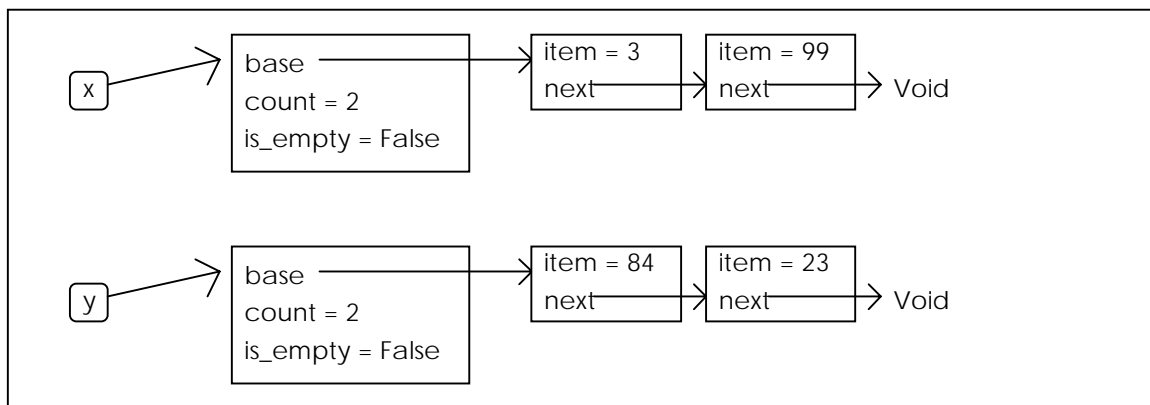 x
base
count = 2
is_empty = False
item = 3
next
item = 99
next
Void
y
base
count = 2
is_empty = False
item = 84
next
item = 23
next
Void